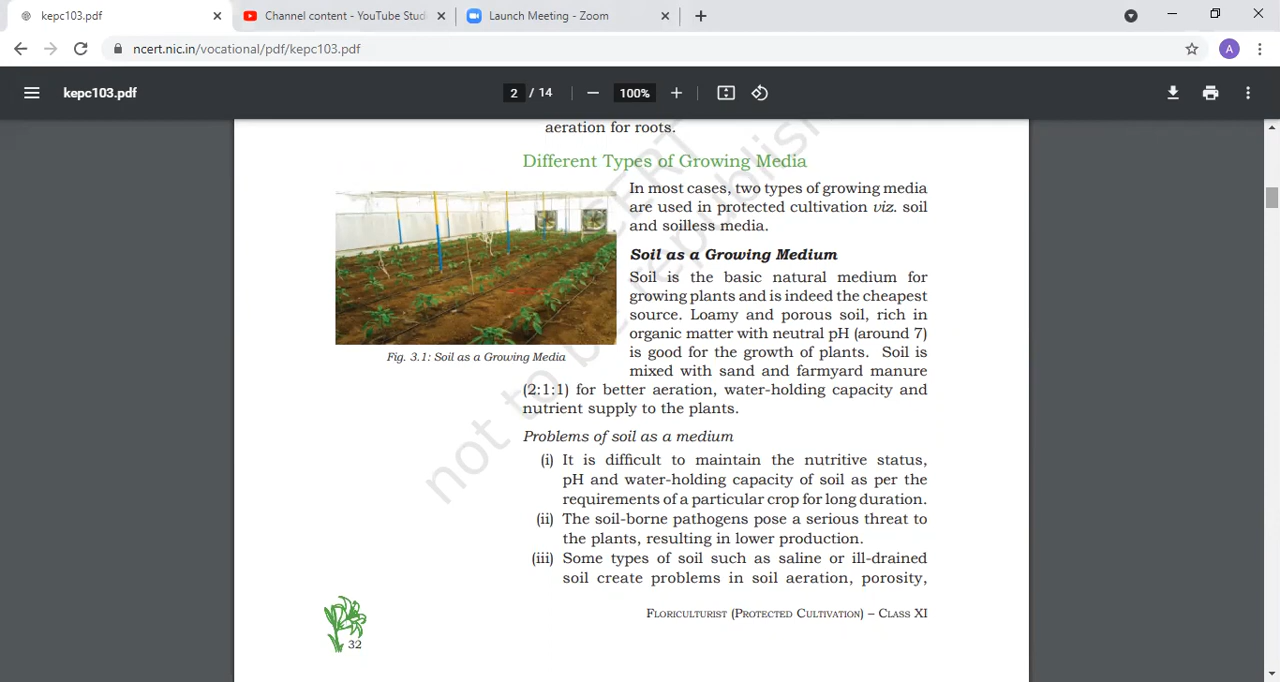 kepc103.pdf
Channel content - YouTube Stud
Launch Meeting - Zoom
ncert.nic.in/vocational/pdf/kepc103.pdf
A
kepc103.pdf
2 / 14
100%
aeration for roots.
Different Types of Growing Media
In most cases, two types of growing media
are used in protected cultivation viz. soil
and soilless media.
Soil as a Growing Medium
Soil is the basic natural medium for
growing plants and is indeed the cheapest
source. Loamy and porous soil, rich in
organic matter with neutral pH (around 7)
is good for the growth of plants. Soil is
mixed with sand and farmyard manure
(2:1:1) for better aeration, water-holding capacity and
nutrient supply to the plants.
Fig. 3.1: Soil as a Growing Media
Problems of soil as a medium
(i) It is difficult to maintain the nutritive status,
pH and water-holding capacity of soil as per the
requirements of a particular crop for long duration.
(ii) The soil-borne pathogens pose a serious threat to
the plants, resulting in lower production.
(iii) Some types of soil such as saline or ill-drained
soil create problems in soil aeration, porosity,
32
Floriculturist (Protected Cultivation) – Class XI
not to be republis